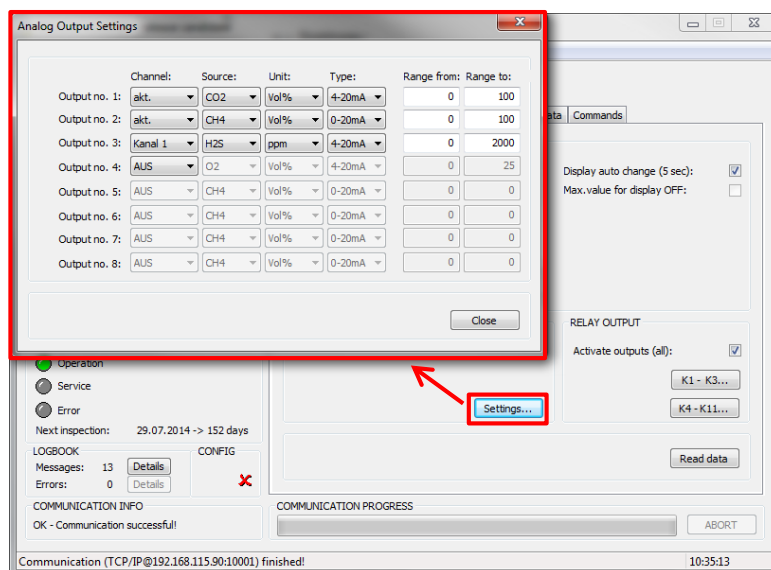 Analog Output Settings
Channel: Source: Unit: Type: Range from: Range to:
Output no. 1: akt. CO2 Vol% 4-20mA 0 100
Output no. 2: akt. CH4 Vol% 0-20mA 0 100
Output no. 3: Kanal 1 H2S ppm 4-20mA 0 2000
Output no. 4: AUS O2 Vol% 4-20mA 0 25
Output no. 5: AUS CH4 Vol% 0-20mA 0 0
Output no. 6: AUS CH4 Vol% 0-20mA 0 0
Output no. 7: AUS CH4 Vol% 0-20mA 0 0
Output no. 8: AUS CH4 Vol% 0-20mA 0 0
Close
Commands
Display auto change (5 sec):
Max.value for display OFF:
RELAY OUTPUT
Activate outputs (all):
K1 - K3...
K4 -K11...
Settings...
Read data
Operation
Service
Error
Next inspection: 29.07.2014 -> 152 days
LOGBOOK CONFIG
Messages: 13 Details
Errors: 0 Details
COMMUNICATION INFO
OK - Communication successful!
COMMUNICATION PROGRESS
ABORT
Communication (TCP/IP@192.168.115.90:10001) finished! 10:35:13